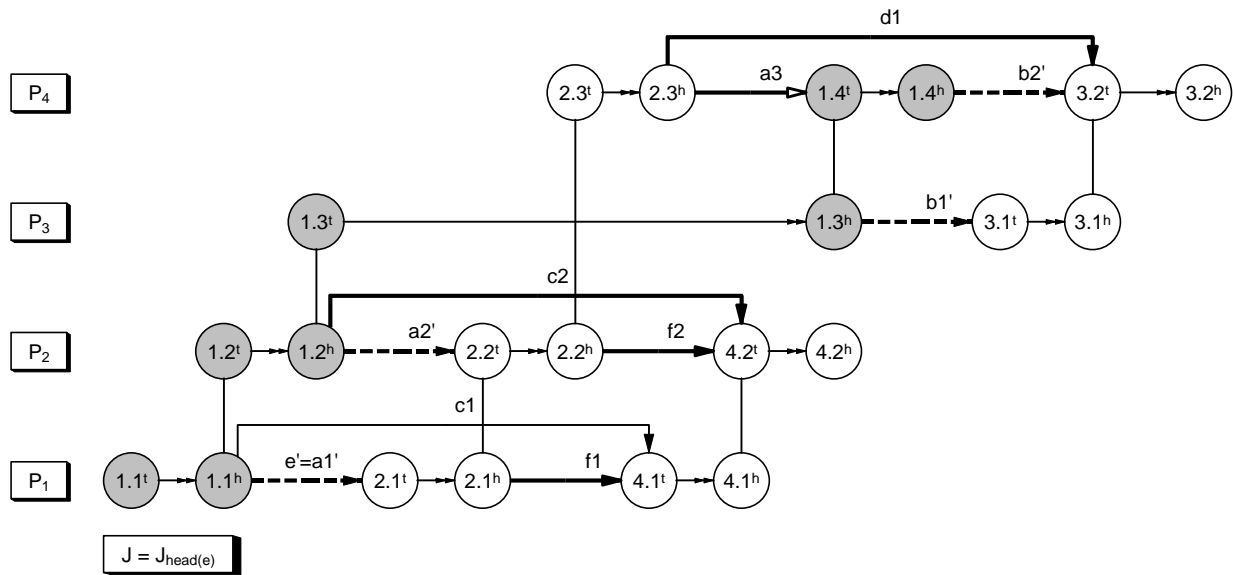 d1
P4 2.3t 2.3h a3 1.4t 1.4h b2' 3.2t 3.2h
P3 1.3t 1.3h b1' 3.1t 3.1h
c2
P2 1.2t 1.2h a2' 2.2t 2.2h f2 4.2t 4.2h
c1
P1 1.1t 1.1h e'=a1' 2.1t 2.1h f1 4.1t 4.1h
J = Jhead(e)